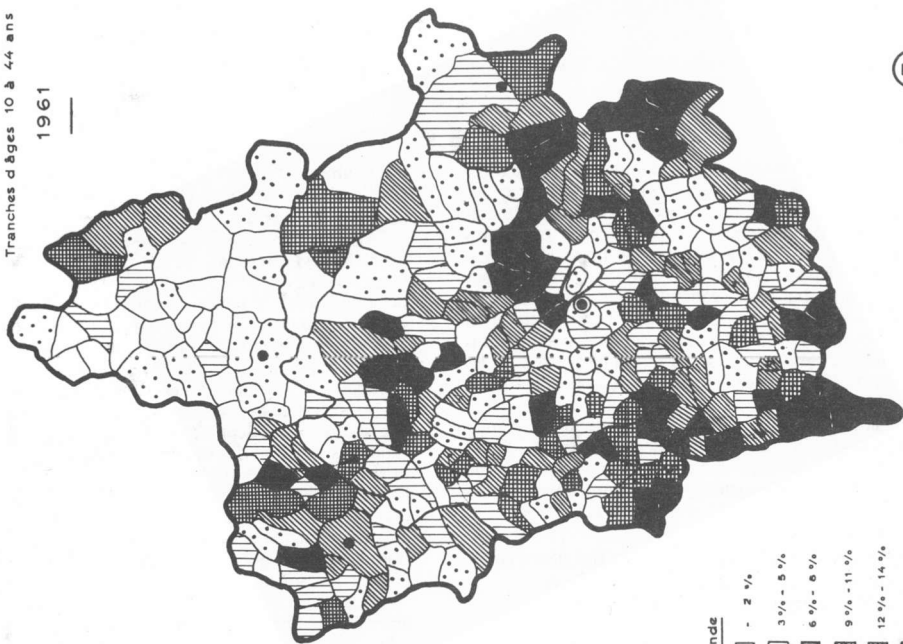 Tranches d'âges 10 à 44 ans
1961
nde
- 2 %
3 % - 5 %
6 % - 8 %
9 % - 11 %
12 % - 14 %